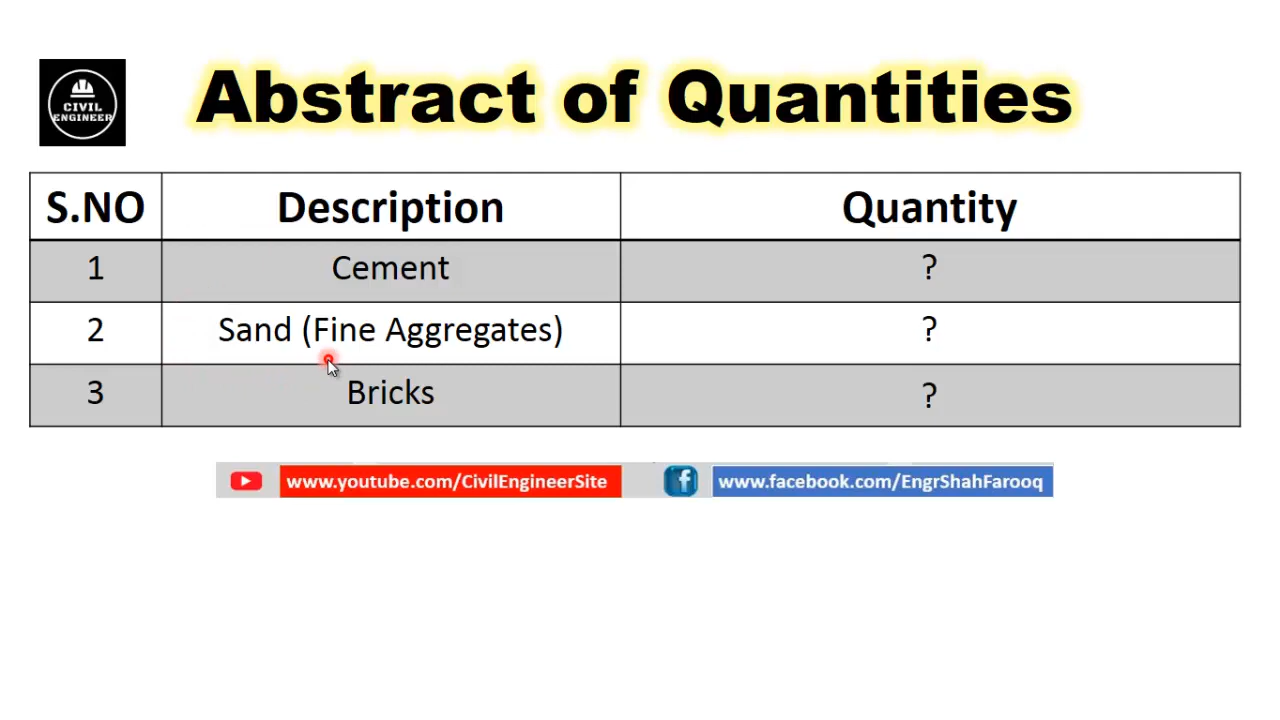 CIVIL
ENGINEER
Abstract of Quantities
S.NO Description Quantity
1 Cement ?
2 Sand (Fine Aggregates) ?
3 Bricks ?
www.youtube.com/CivilEngineerSite f www.facebook.com/EngrShahFarooq